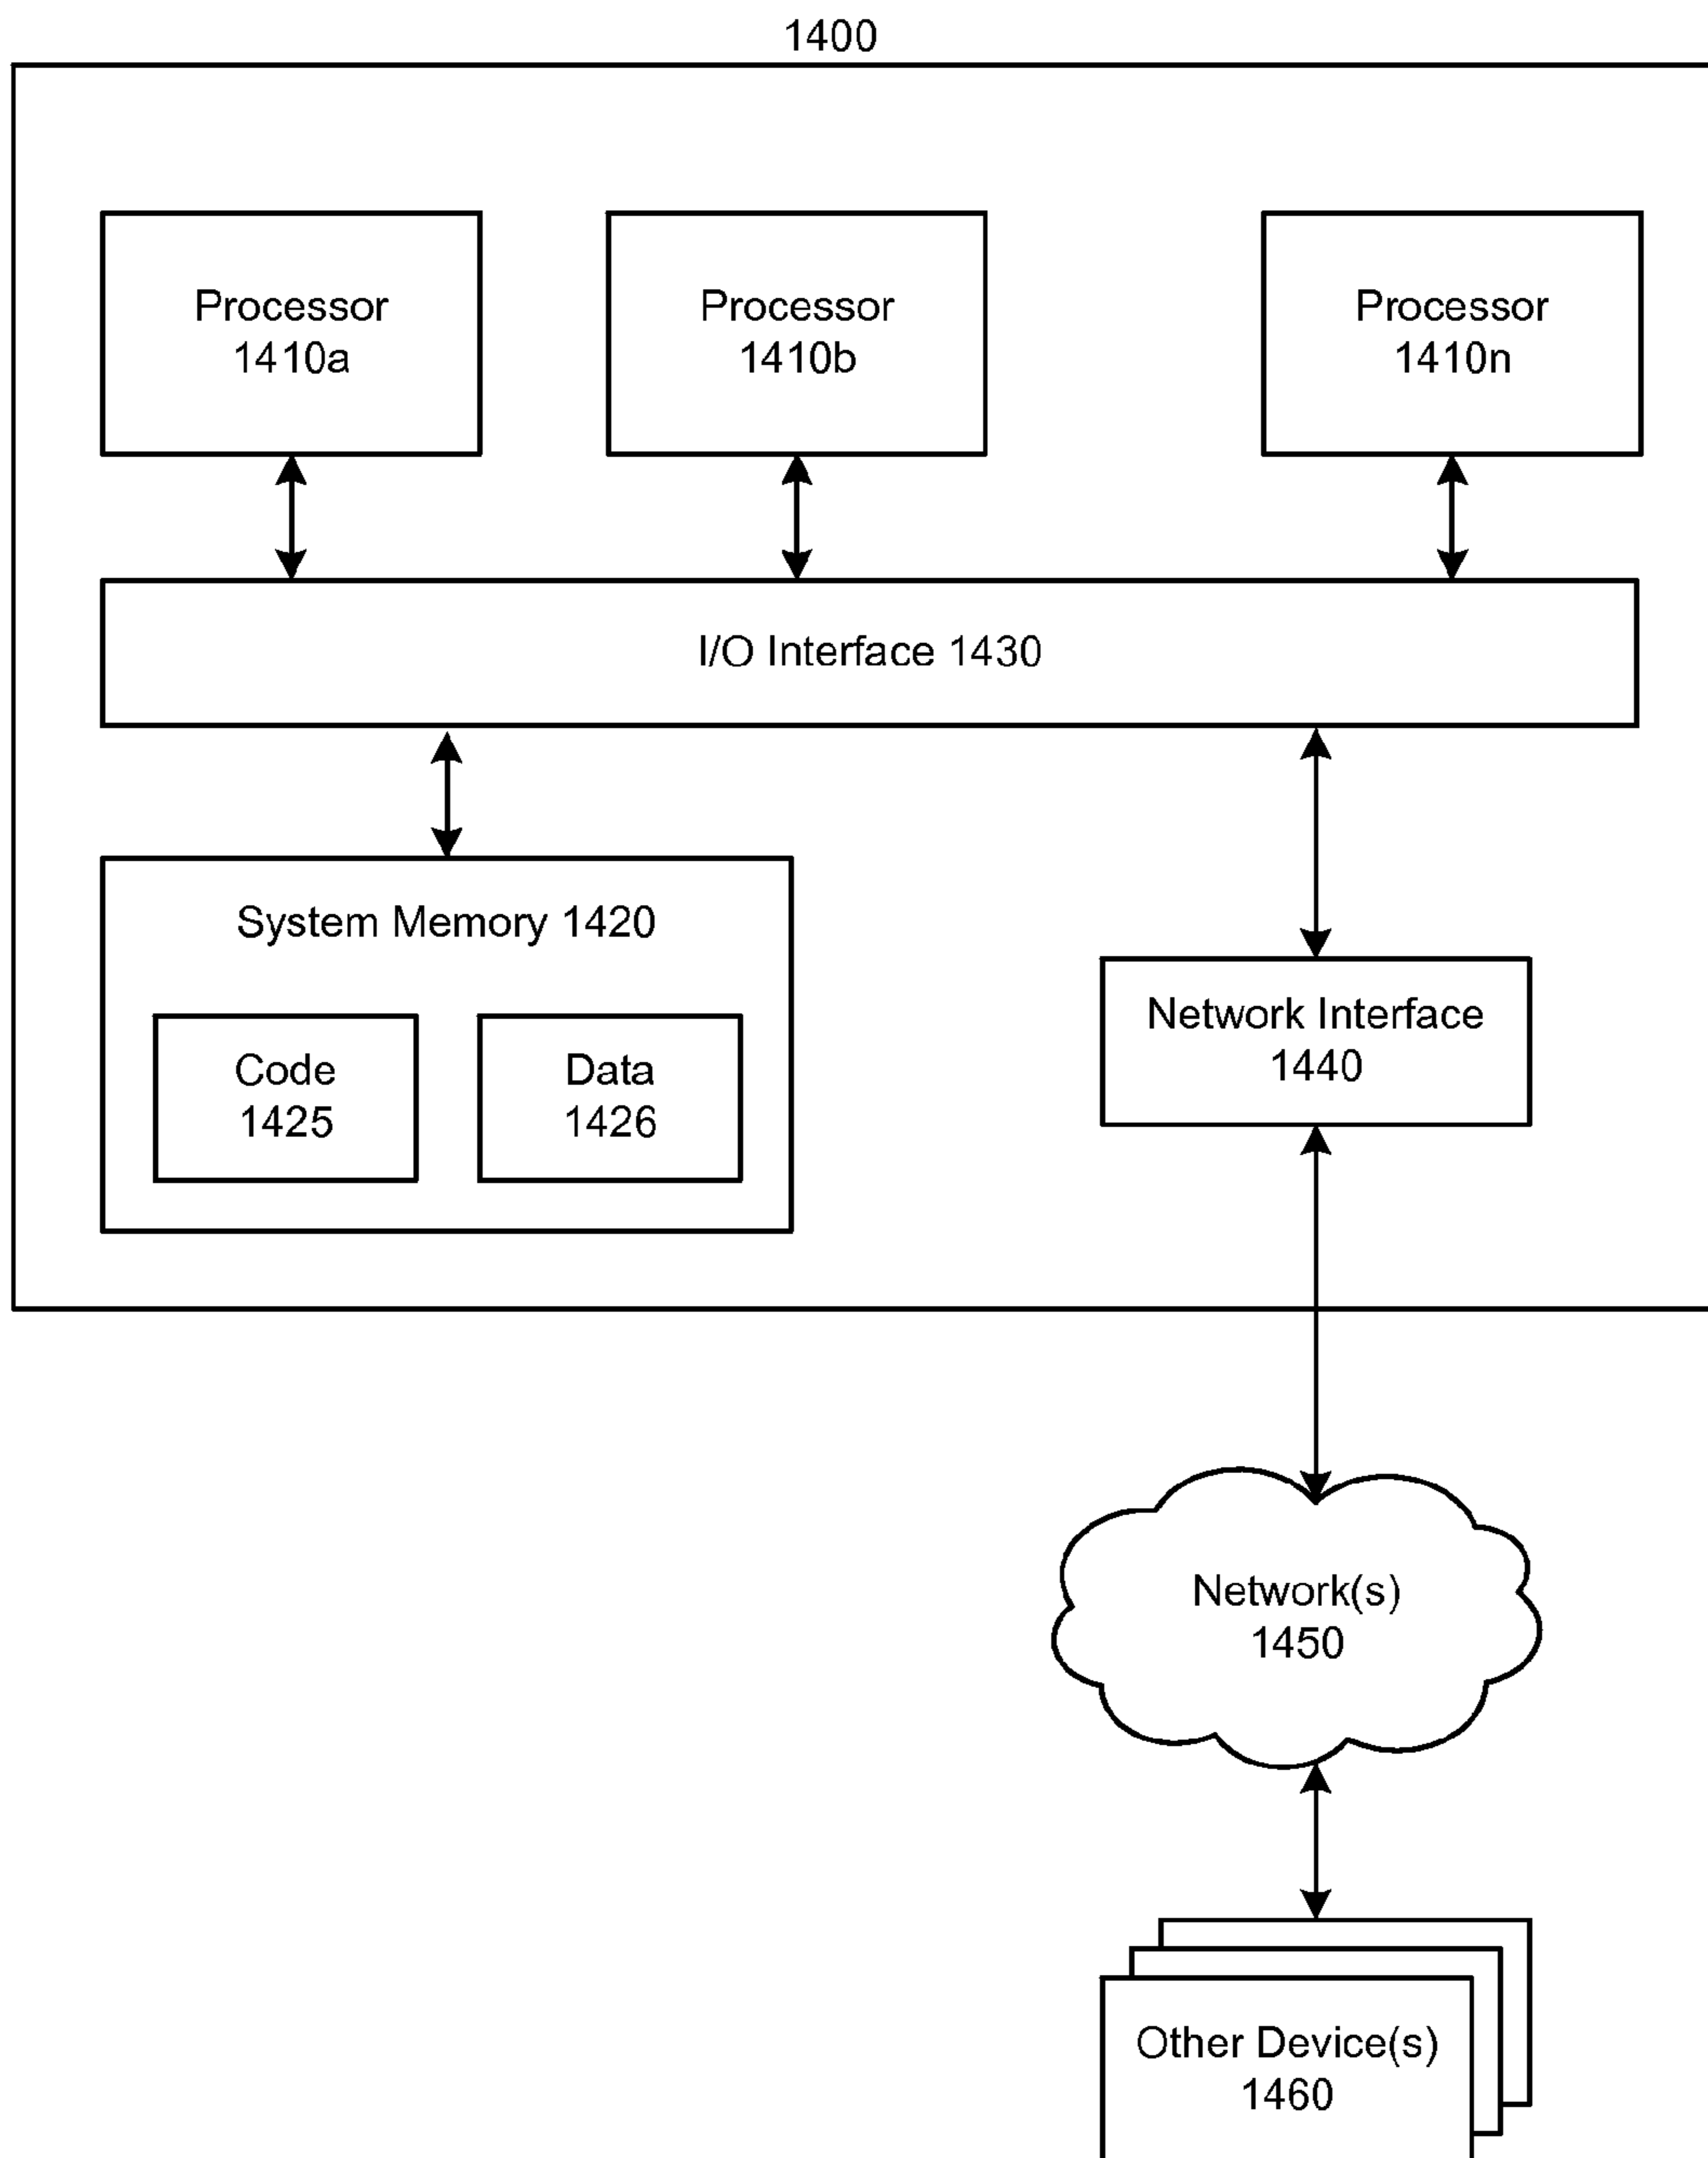 1400
Processor
1410a
Processor
1410b
Processor
1410n
I/O Interface 1430
System Memory 1420
Code
1425
Data
1426
Network Interface
1440
Network(s)
1450
Other Device(s)
1460